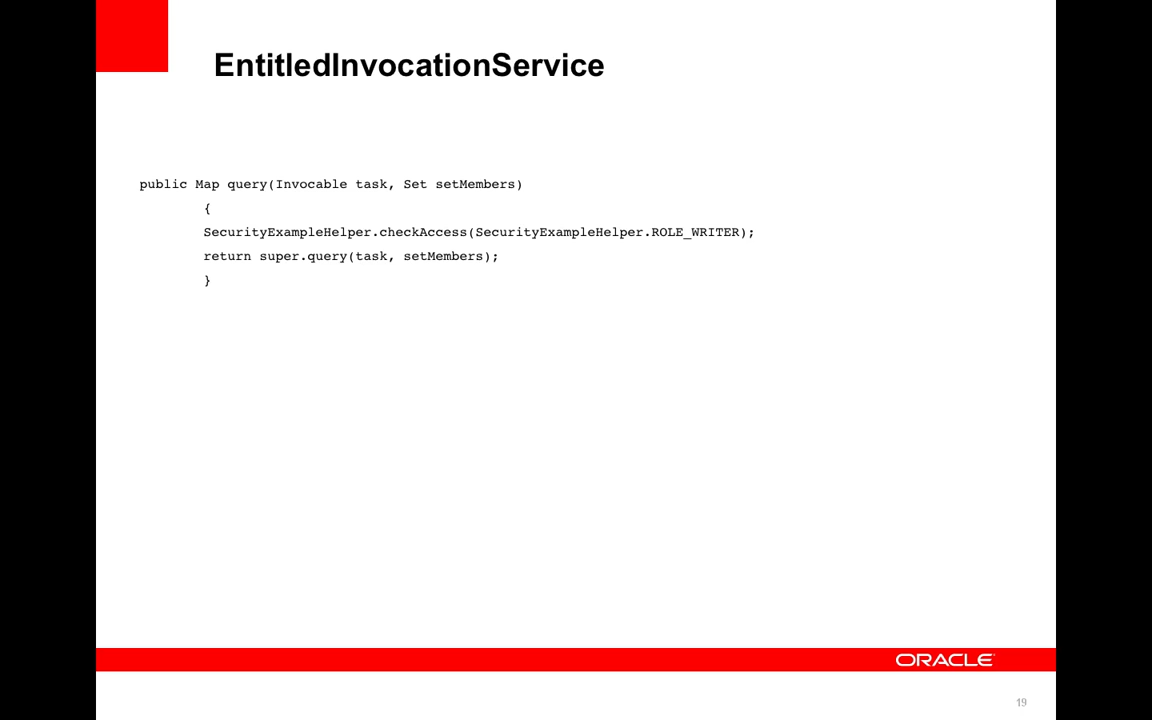 EntitledInvocationService
public Map query(Invocable task, Set setMembers)
{
SecurityExampleHelper.checkAccess(SecurityExampleHelper.ROLE_WRITER);
return super.query(task, setMembers);
}
ORACLE
19